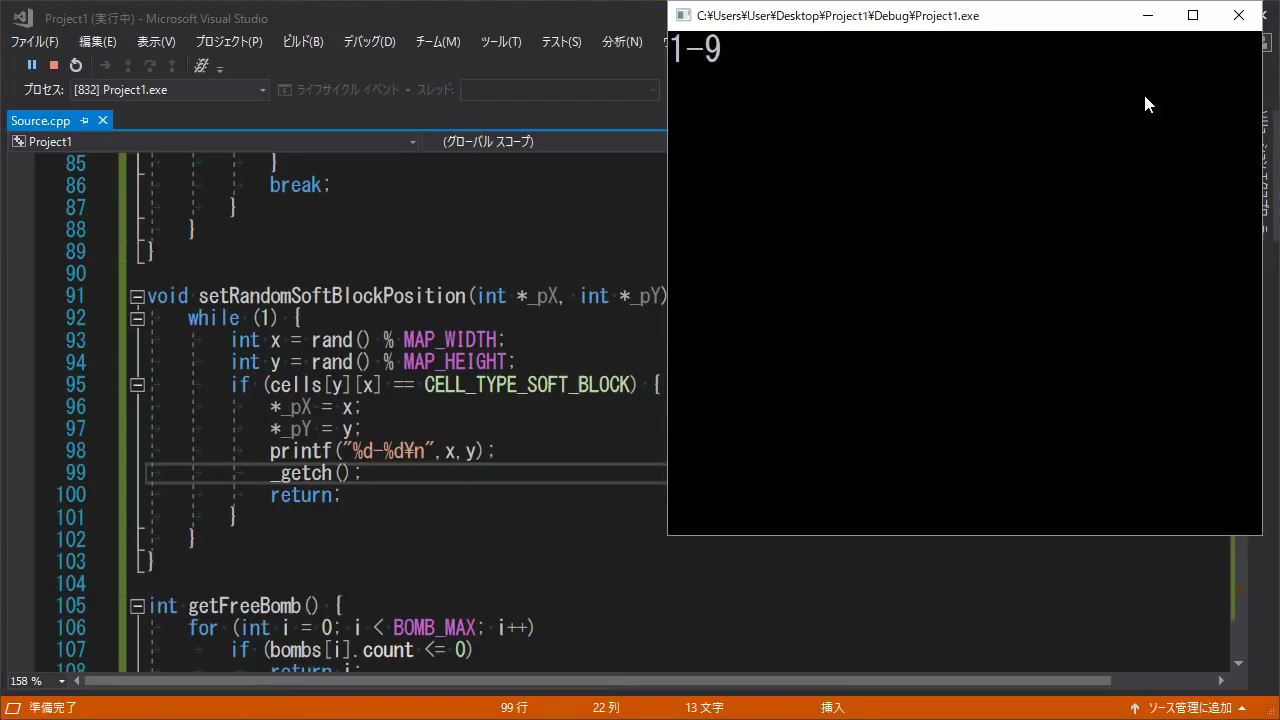 Project1 (実行中) - Microsoft Visual Studio
C:¥Users¥User¥Desktop¥Project1¥Debug¥Project1.exe
ファイル(F) 編集(E) 表示(V) プロジェクト(P) ビルド(B) デバッグ(D) チーム(M) ツール(T) テスト(S) 分析(N)
1-9
プロセス: [832] Project1.exe ライフサイクル イベント スレッド:
Source.cpp
Project1 (グローバル スコープ)
85 }
86 break;
87 }
88 }
89 }
90
91 void setRandomSoftBlockPosition(int *_pX, int *_pY)
92 while (1) {
93 int x = rand() % MAP_WIDTH;
94 int y = rand() % MAP_HEIGHT;
95 if (cells[y][x] == CELL_TYPE_SOFT_BLOCK) {
96 *_pX = x;
97 *_pY = y;
98 printf("%d-%d¥n",x,y);
99 _getch();
100 return;
101 }
102 }
103 }
104
105 int getFreeBomb() {
106 for (int i = 0; i < BOMB_MAX; i++)
107 if (bombs[i].count <= 0)
108 return i;
158 %
準備完了 99 行 22 列 13 文字 挿入 ソース管理に追加